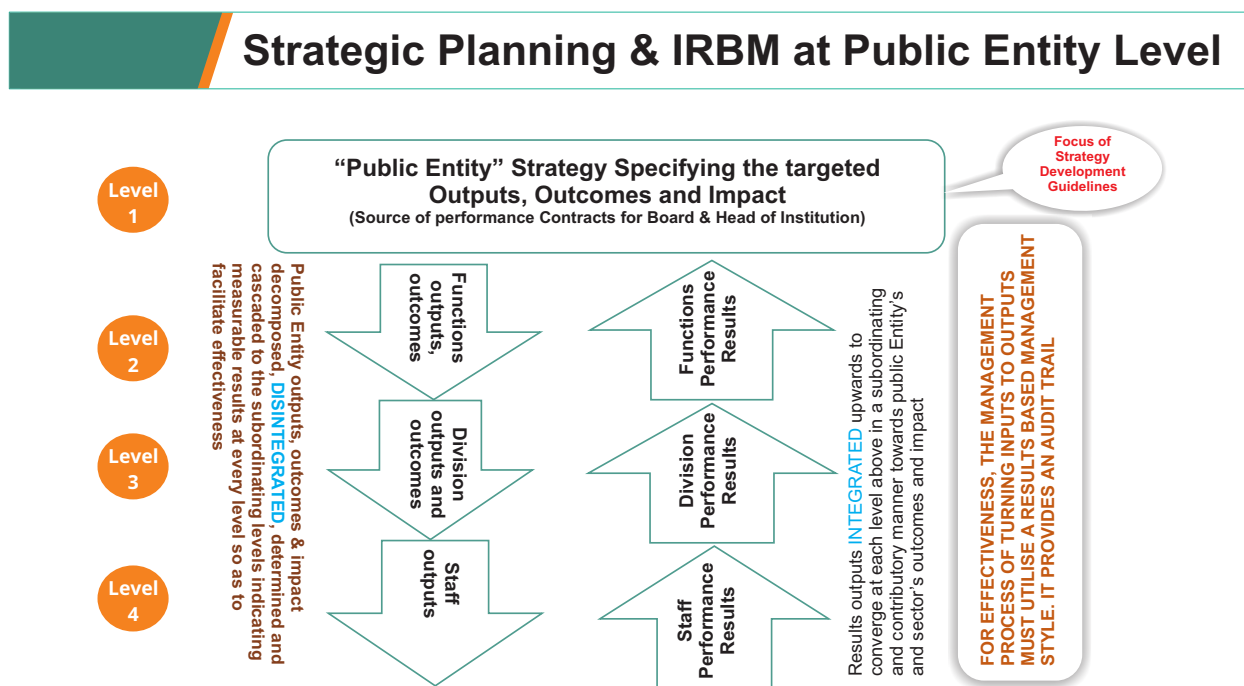 Strategic Planning & IRBM at Public Entity Level
Level
1
“Public Entity” Strategy Specifying the targeted
Outputs, Outcomes and Impact
(Source of performance Contracts for Board & Head of Institution)
Focus of
Strategy
Development
Guidelines
Level
2
Level
3
Level
4
Public Entity outputs, outcomes & impact
decomposed, DISINTEGRATED, determined and
cascaded to the subordinating levels indicating
measurable results at every level so as to
facilitate effectiveness
Functions
outputs,
outcomes
Division
outputs and
outcomes
Staff
outputs
Functions
Performance
Results
Division
Performance
Results
Staff
Performance
Results
Results outputs INTEGRATED upwards to
converge at each level above in a subordinating
and contributory manner towards public Entity’s
and sector’s outcomes and impact
FOR EFFECTIVENESS, THE MANAGEMENT
PROCESS OF TURNING INPUTS TO OUTPUTS
MUST UTILISE A RESULTS BASED MANAGEMENT
STYLE. IT PROVIDES AN AUDIT TRAIL